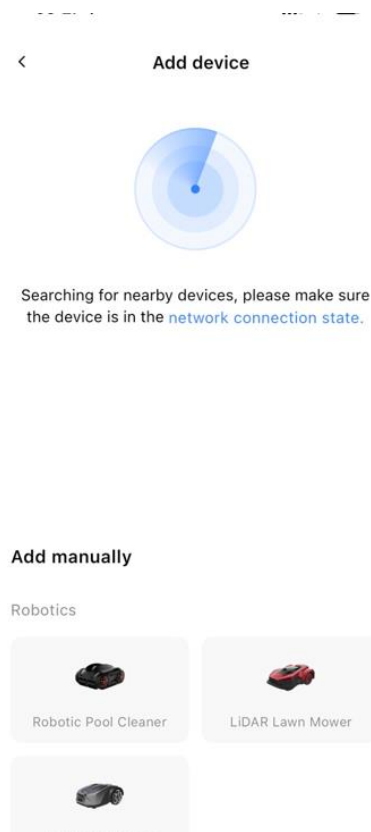 Add device
Searching for nearby devices, please make sure
the device is in the network connection state.
Add manually
Robotics
Robotic Pool Cleaner
LiDAR Lawn Mower